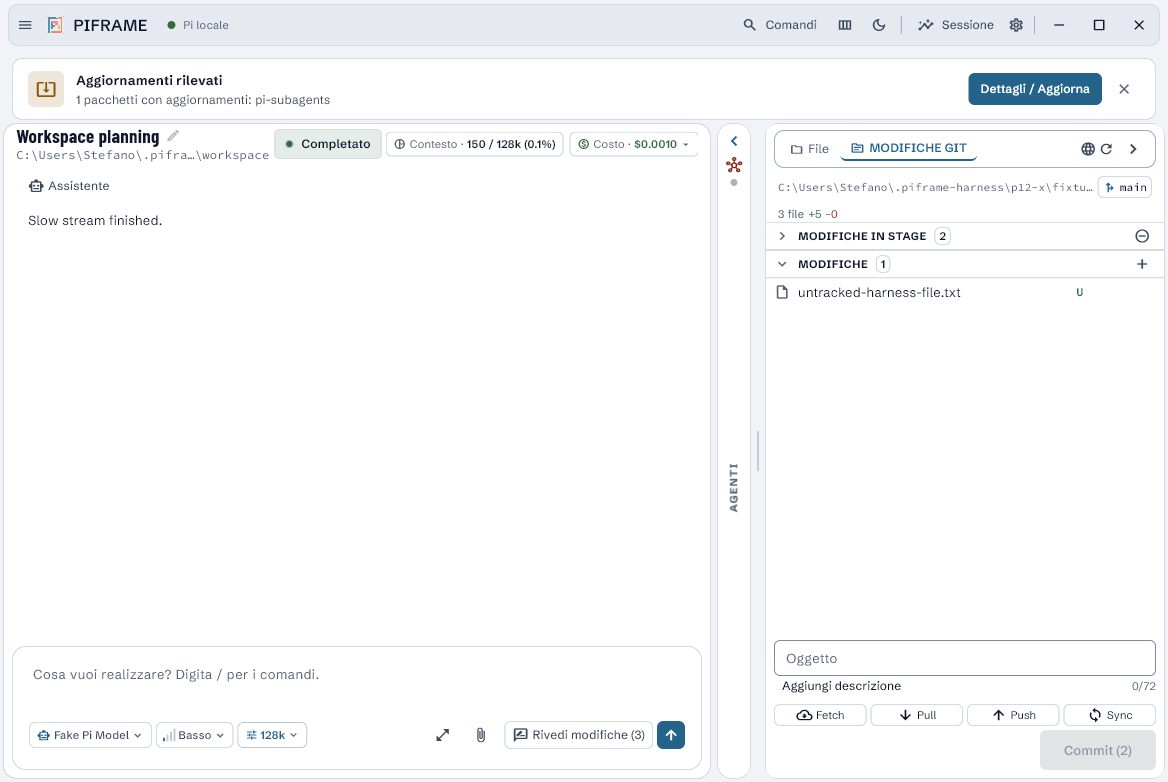 PIFRAME
Pi locale
Comandi
Sessione
Aggiornamenti rilevati
1 pacchetti con aggiornamenti: pi-subagents
Dettagli / Aggiorna
Workspace planning
C:\Users\Stefano\.pifra…\workspace
Completato
Contesto · 150 / 128k (0.1%)
Costo · $0.0010
Assistente
Slow stream finished.
AGENTI
File
MODIFICHE GIT
C:\Users\Stefano\.piframe-harness\p12-x\fixtu…
main
3 file +5 -0
MODIFICHE IN STAGE 2
MODIFICHE 1
untracked-harness-file.txt U
Cosa vuoi realizzare? Digita / per i comandi.
Fake Pi Model
Basso
128k
Rivedi modifiche (3)
Oggetto
Aggiungi descrizione 0/72
Fetch
Pull
Push
Sync
Commit (2)